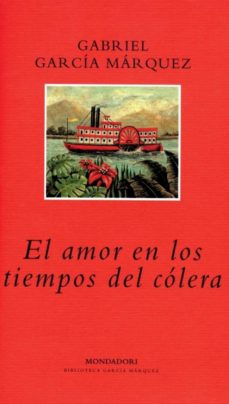 GABRIEL
GARCÍA MÁRQUEZ
El amor en los
tiempos del cólera
MONDADORI
BIBLIOTECA GARCÍA MÁRQUEZ